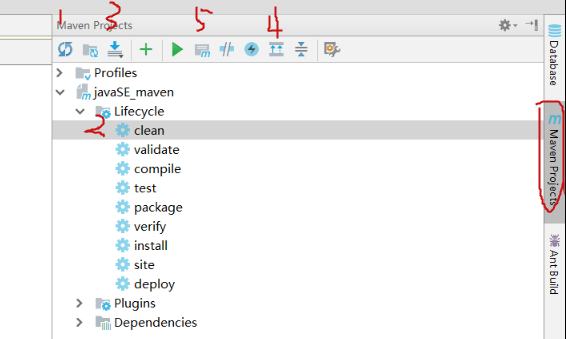 1 3 5 4
Maven Projects
Profiles
javaSE_maven
Lifecycle
2 clean
validate
compile
test
package
verify
install
site
deploy
Plugins
Dependencies
Database
m Maven Projects
Ant Build